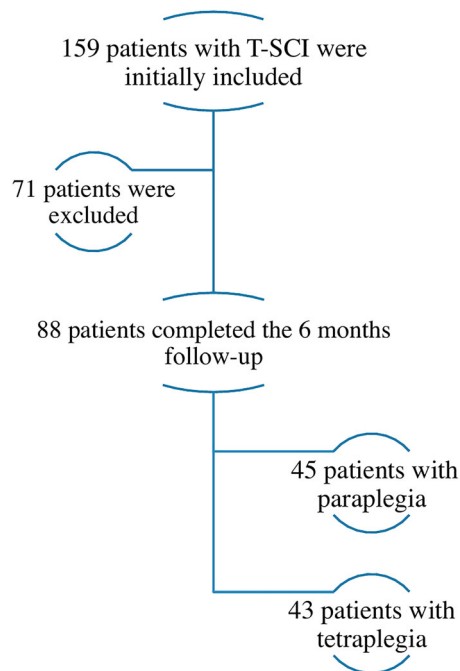 159 patients with T-SCI were
initially included
71 patients were
excluded
88 patients completed the 6 months
follow-up
45 patients with
paraplegia
43 patients with
tetraplegia